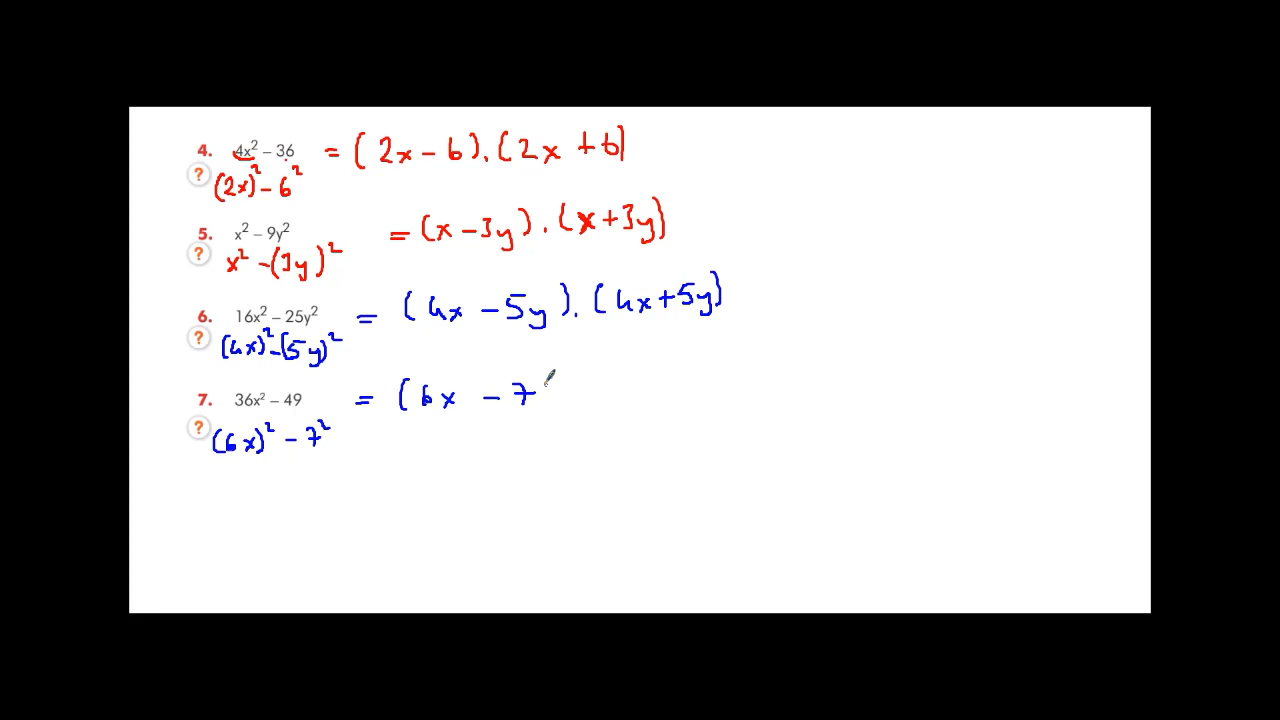 4. 4x² – 36 = (2x – 6).(2x + 6)
? (2x)² – 6²
5. x² – 9y² = (x – 3y).(x + 3y)
? x² – (3y)²
6. 16x² – 25y² = (4x – 5y).(4x + 5y)
? (4x)² – (5y)²
7. 36x² – 49 = (6x – 7
? (6x)² – 7²